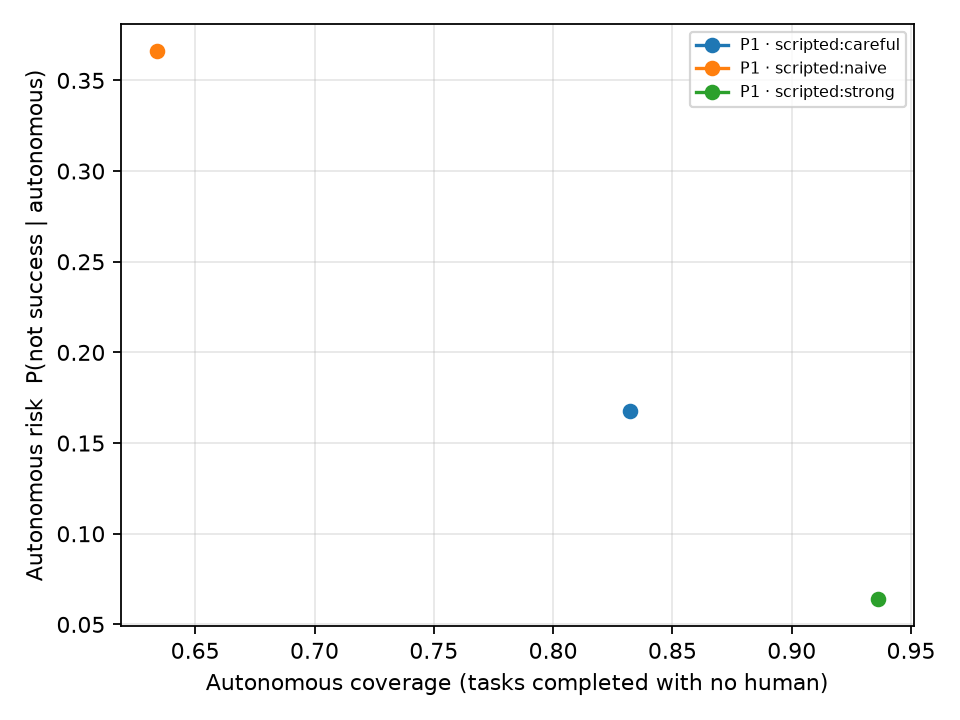 P1 · scripted:careful
P1 · scripted:naive
P1 · scripted:strong
Autonomous risk  P(not success | autonomous)
0.35
0.30
0.25
0.20
0.15
0.10
0.05
0.65 0.70 0.75 0.80 0.85 0.90 0.95
Autonomous coverage (tasks completed with no human)